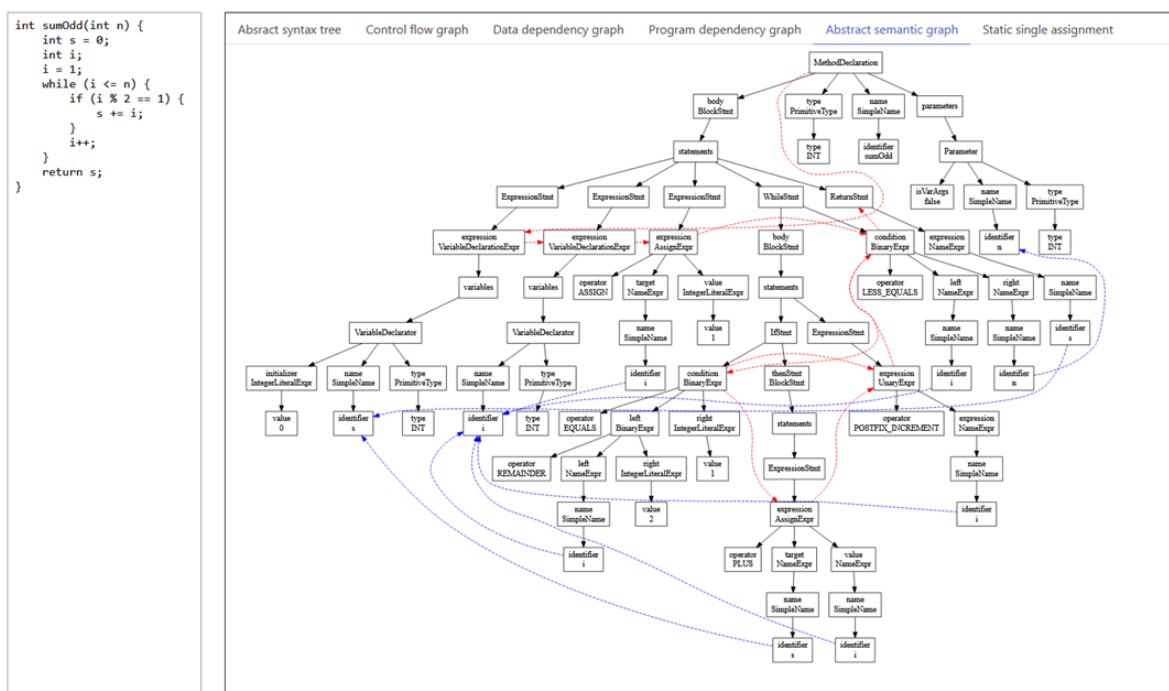 int sumOdd(int n) {
    int s = 0;
    int i;
    i = 1;
    while (i <= n) {
        if (i % 2 == 1) {
            s += i;
        }
        i++;
    }
    return s;
}
Absract syntax tree Control flow graph Data dependency graph Program dependency graph Abstract semantic graph Static single assignment
MethodDeclaration
body
BlockStmt
type
PrimitiveType
name
SimpleName
parameters
type
INT
identifier
sumOdd
statements
Parameter
ExpressionStmt
ExpressionStmt
ExpressionStmt
WhileStmt
ReturnStmt
isVarArgs
false
name
SimpleName
type
PrimitiveType
expression
VariableDeclarationExpr
expression
VariableDeclarationExpr
expression
AssignExpr
body
BlockStmt
condition
BinaryExpr
expression
NameExpr
identifier
n
type
INT
variables
variables
operator
ASSIGN
target
NameExpr
value
IntegerLiteralExpr
statements
operator
LESS_EQUALS
left
NameExpr
right
NameExpr
name
SimpleName
VariableDeclarator
VariableDeclarator
name
SimpleName
value
1
IfStmt
ExpressionStmt
name
SimpleName
name
SimpleName
identifier
s
initializer
IntegerLiteralExpr
name
SimpleName
type
PrimitiveType
name
SimpleName
type
PrimitiveType
identifier
i
condition
BinaryExpr
thenStmt
BlockStmt
expression
UnaryExpr
identifier
i
identifier
n
value
0
identifier
s
type
INT
identifier
i
type
INT
operator
EQUALS
left
BinaryExpr
right
IntegerLiteralExpr
statements
operator
POSTFIX_INCREMENT
expression
NameExpr
operator
REMAINDER
left
NameExpr
right
IntegerLiteralExpr
value
1
ExpressionStmt
name
SimpleName
name
SimpleName
value
2
expression
AssignExpr
identifier
i
identifier
i
operator
PLUS
target
NameExpr
value
NameExpr
name
SimpleName
name
SimpleName
identifier
s
identifier
i